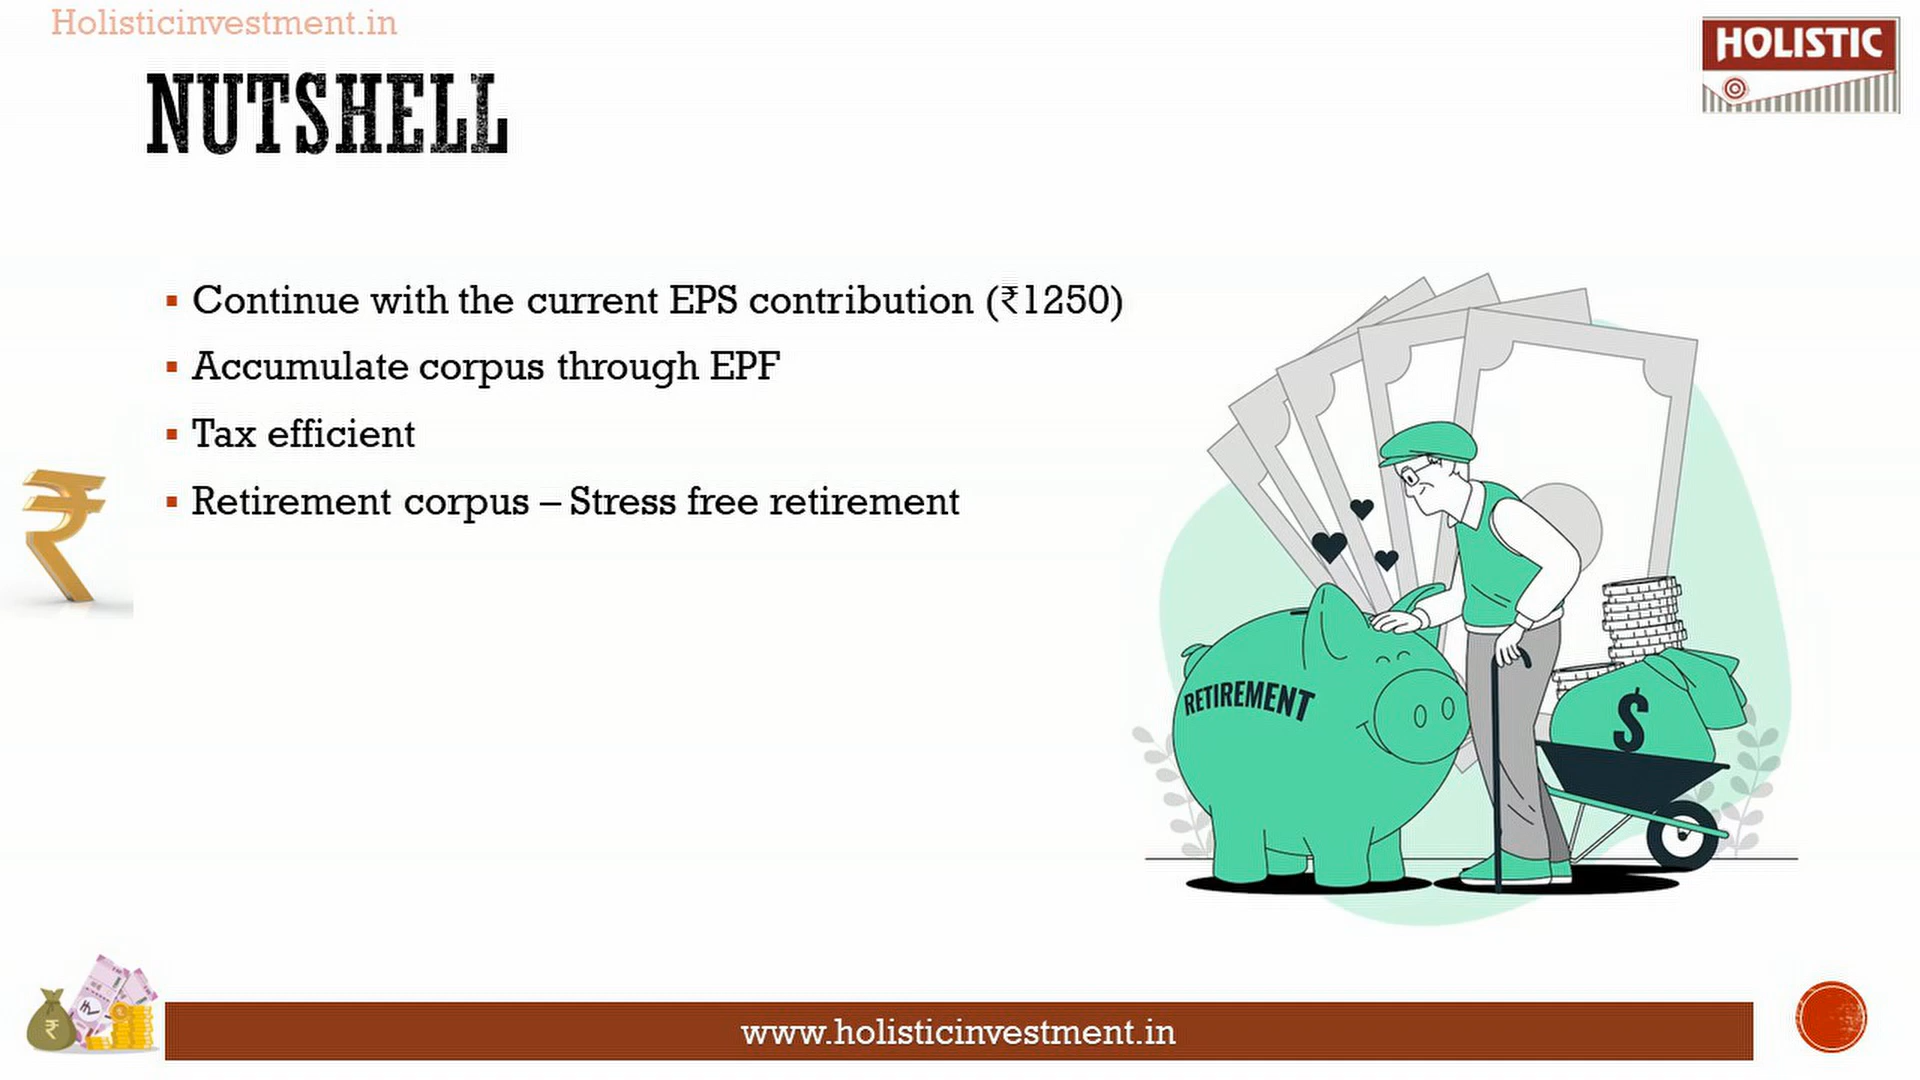 Holisticinvestment.in
HOLISTIC
NUTSHELL
Continue with the current EPS contribution (₹1250)
Accumulate corpus through EPF
Tax efficient
Retirement corpus – Stress free retirement
RETIREMENT
$
₹
₹
www.holisticinvestment.in